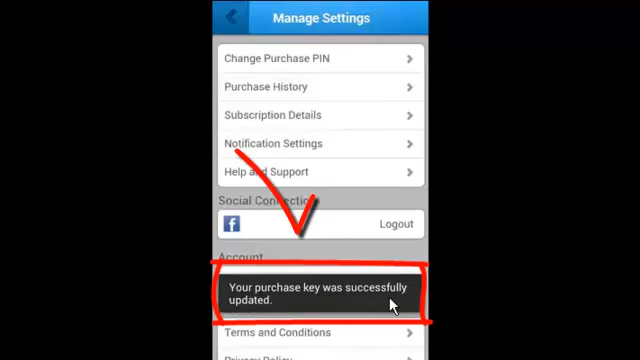 Manage Settings
Change Purchase PIN
Purchase History
Subscription Details
Notification Settings
Help and Support
Social Connection
Logout
Account
Your purchase key was successfully
updated.
Terms and Conditions
Privacy Policy